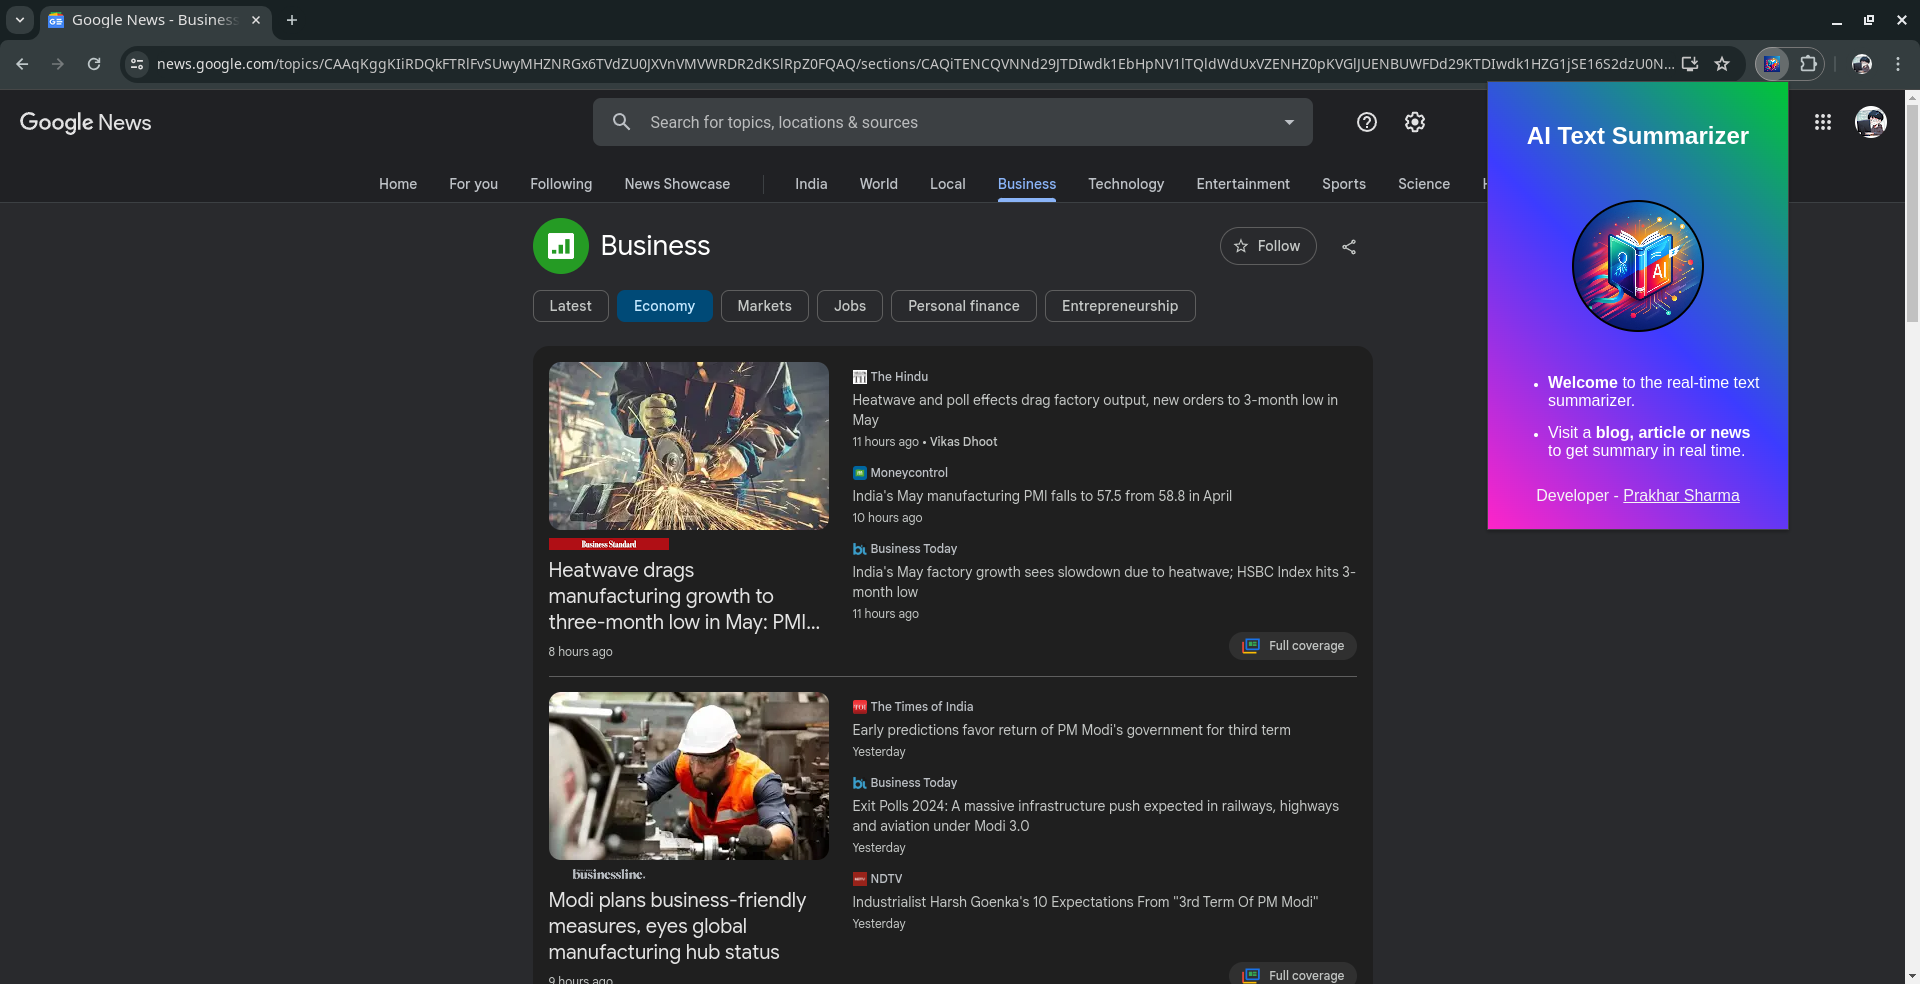 Google News - Business
news.google.com/topics/CAAqKggKIiRDQkFTRlFvSUwyMHZNRGx6TVdZU0JXVnVMVWRDR2dKSlRpZ0FQAQ/sections/CAQiTENCQVNNd29JTDIwdk1EbHpNV1lTQldWdUxVZENHZ0pKVGlJUENBUWFDd29KTDIwdk1HZG1jSE16S2dzU0N...
Google News
Search for topics, locations & sources
Home For you Following News Showcase India World Local Business Technology Entertainment Sports Science
Business
Follow
Latest Economy Markets Jobs Personal finance Entrepreneurship
Business Standard
Heatwave drags
manufacturing growth to
three-month low in May: PMI...
8 hours ago
The Hindu
Heatwave and poll effects drag factory output, new orders to 3-month low in
May
11 hours ago • Vikas Dhoot
Moneycontrol
India's May manufacturing PMI falls to 57.5 from 58.8 in April
10 hours ago
Business Today
India's May factory growth sees slowdown due to heatwave; HSBC Index hits 3-
month low
11 hours ago
Full coverage
businessline.
Modi plans business-friendly
measures, eyes global
manufacturing hub status
9 hours ago
The Times of India
Early predictions favor return of PM Modi's government for third term
Yesterday
Business Today
Exit Polls 2024: A massive infrastructure push expected in railways, highways
and aviation under Modi 3.0
Yesterday
NDTV
Industrialist Harsh Goenka's 10 Expectations From "3rd Term Of PM Modi"
Yesterday
Full coverage
AI Text Summarizer
AI
• Welcome to the real-time text
summarizer.
• Visit a blog, article or news
to get summary in real time.
Developer - Prakhar Sharma